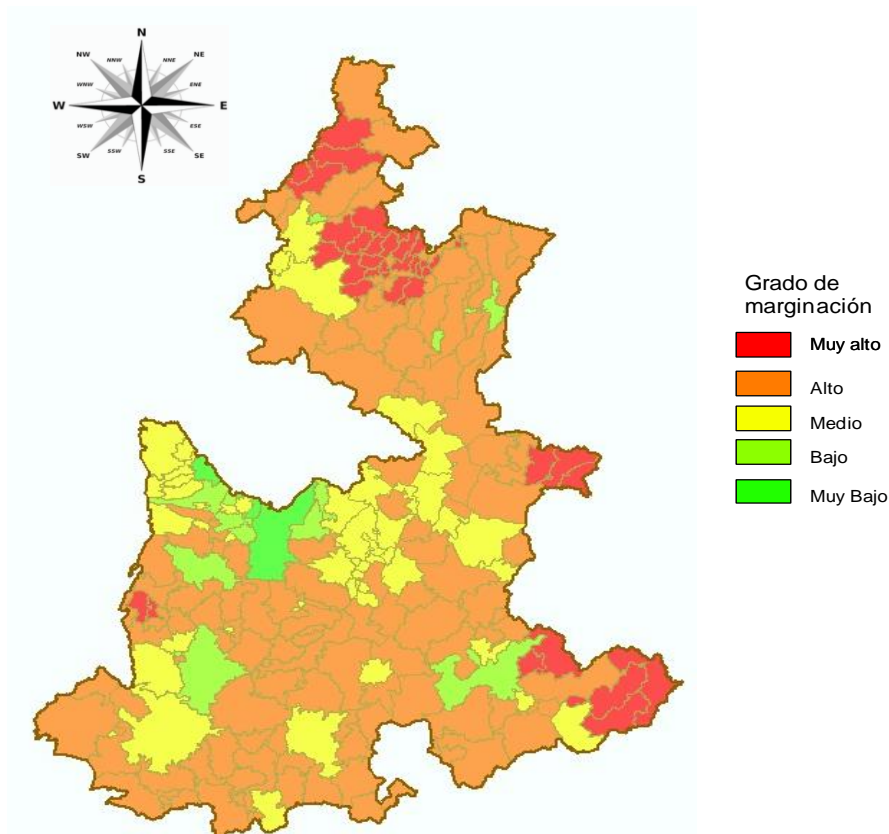 N
NW NNW NNE NE
WNW ENE
W E
WSW ESE
SW SSW SSE SE
S
Grado de
marginación
Muy alto
Alto
Medio
Bajo
Muy Bajo